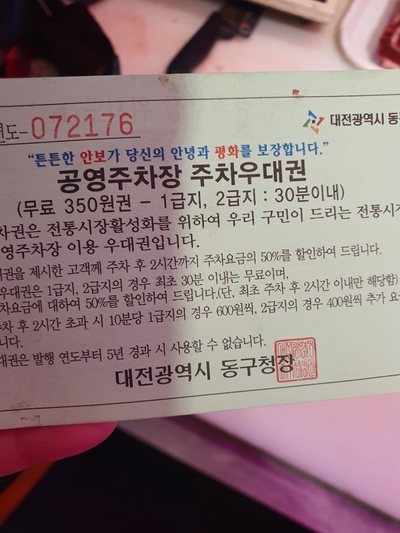 도-072176
대전광역시 동구
"튼튼한 안보가 당신의 안녕과 평화를 보장합니다."
공영주차장 주차우대권
(무료 350원권 - 1급지, 2급지 : 30분이내)
차권은 전통시장활성화를 위하여 우리 구민이 드리는 전통시장
영주차장 이용 우대권입니다.
대권을 제시한 고객께 주차 후 2시간까지 주차요금의 50%를 할인하여 드립니다.
우대권은 1급지, 2급지의 경우 최초 30분 이내는 무료이며,
차요금에 대하여 50%를 할인하여 드립니다.(단, 최초 주차 후 2시간 이내만 해당함)
주차 후 2시간 초과 시 10분당 1급지의 경우 600원씩, 2급지의 경우 400원씩 추가 요
니다.
대권은 발행 연도부터 5년 경과 시 사용할 수 없습니다.
대전광역시 동구청장